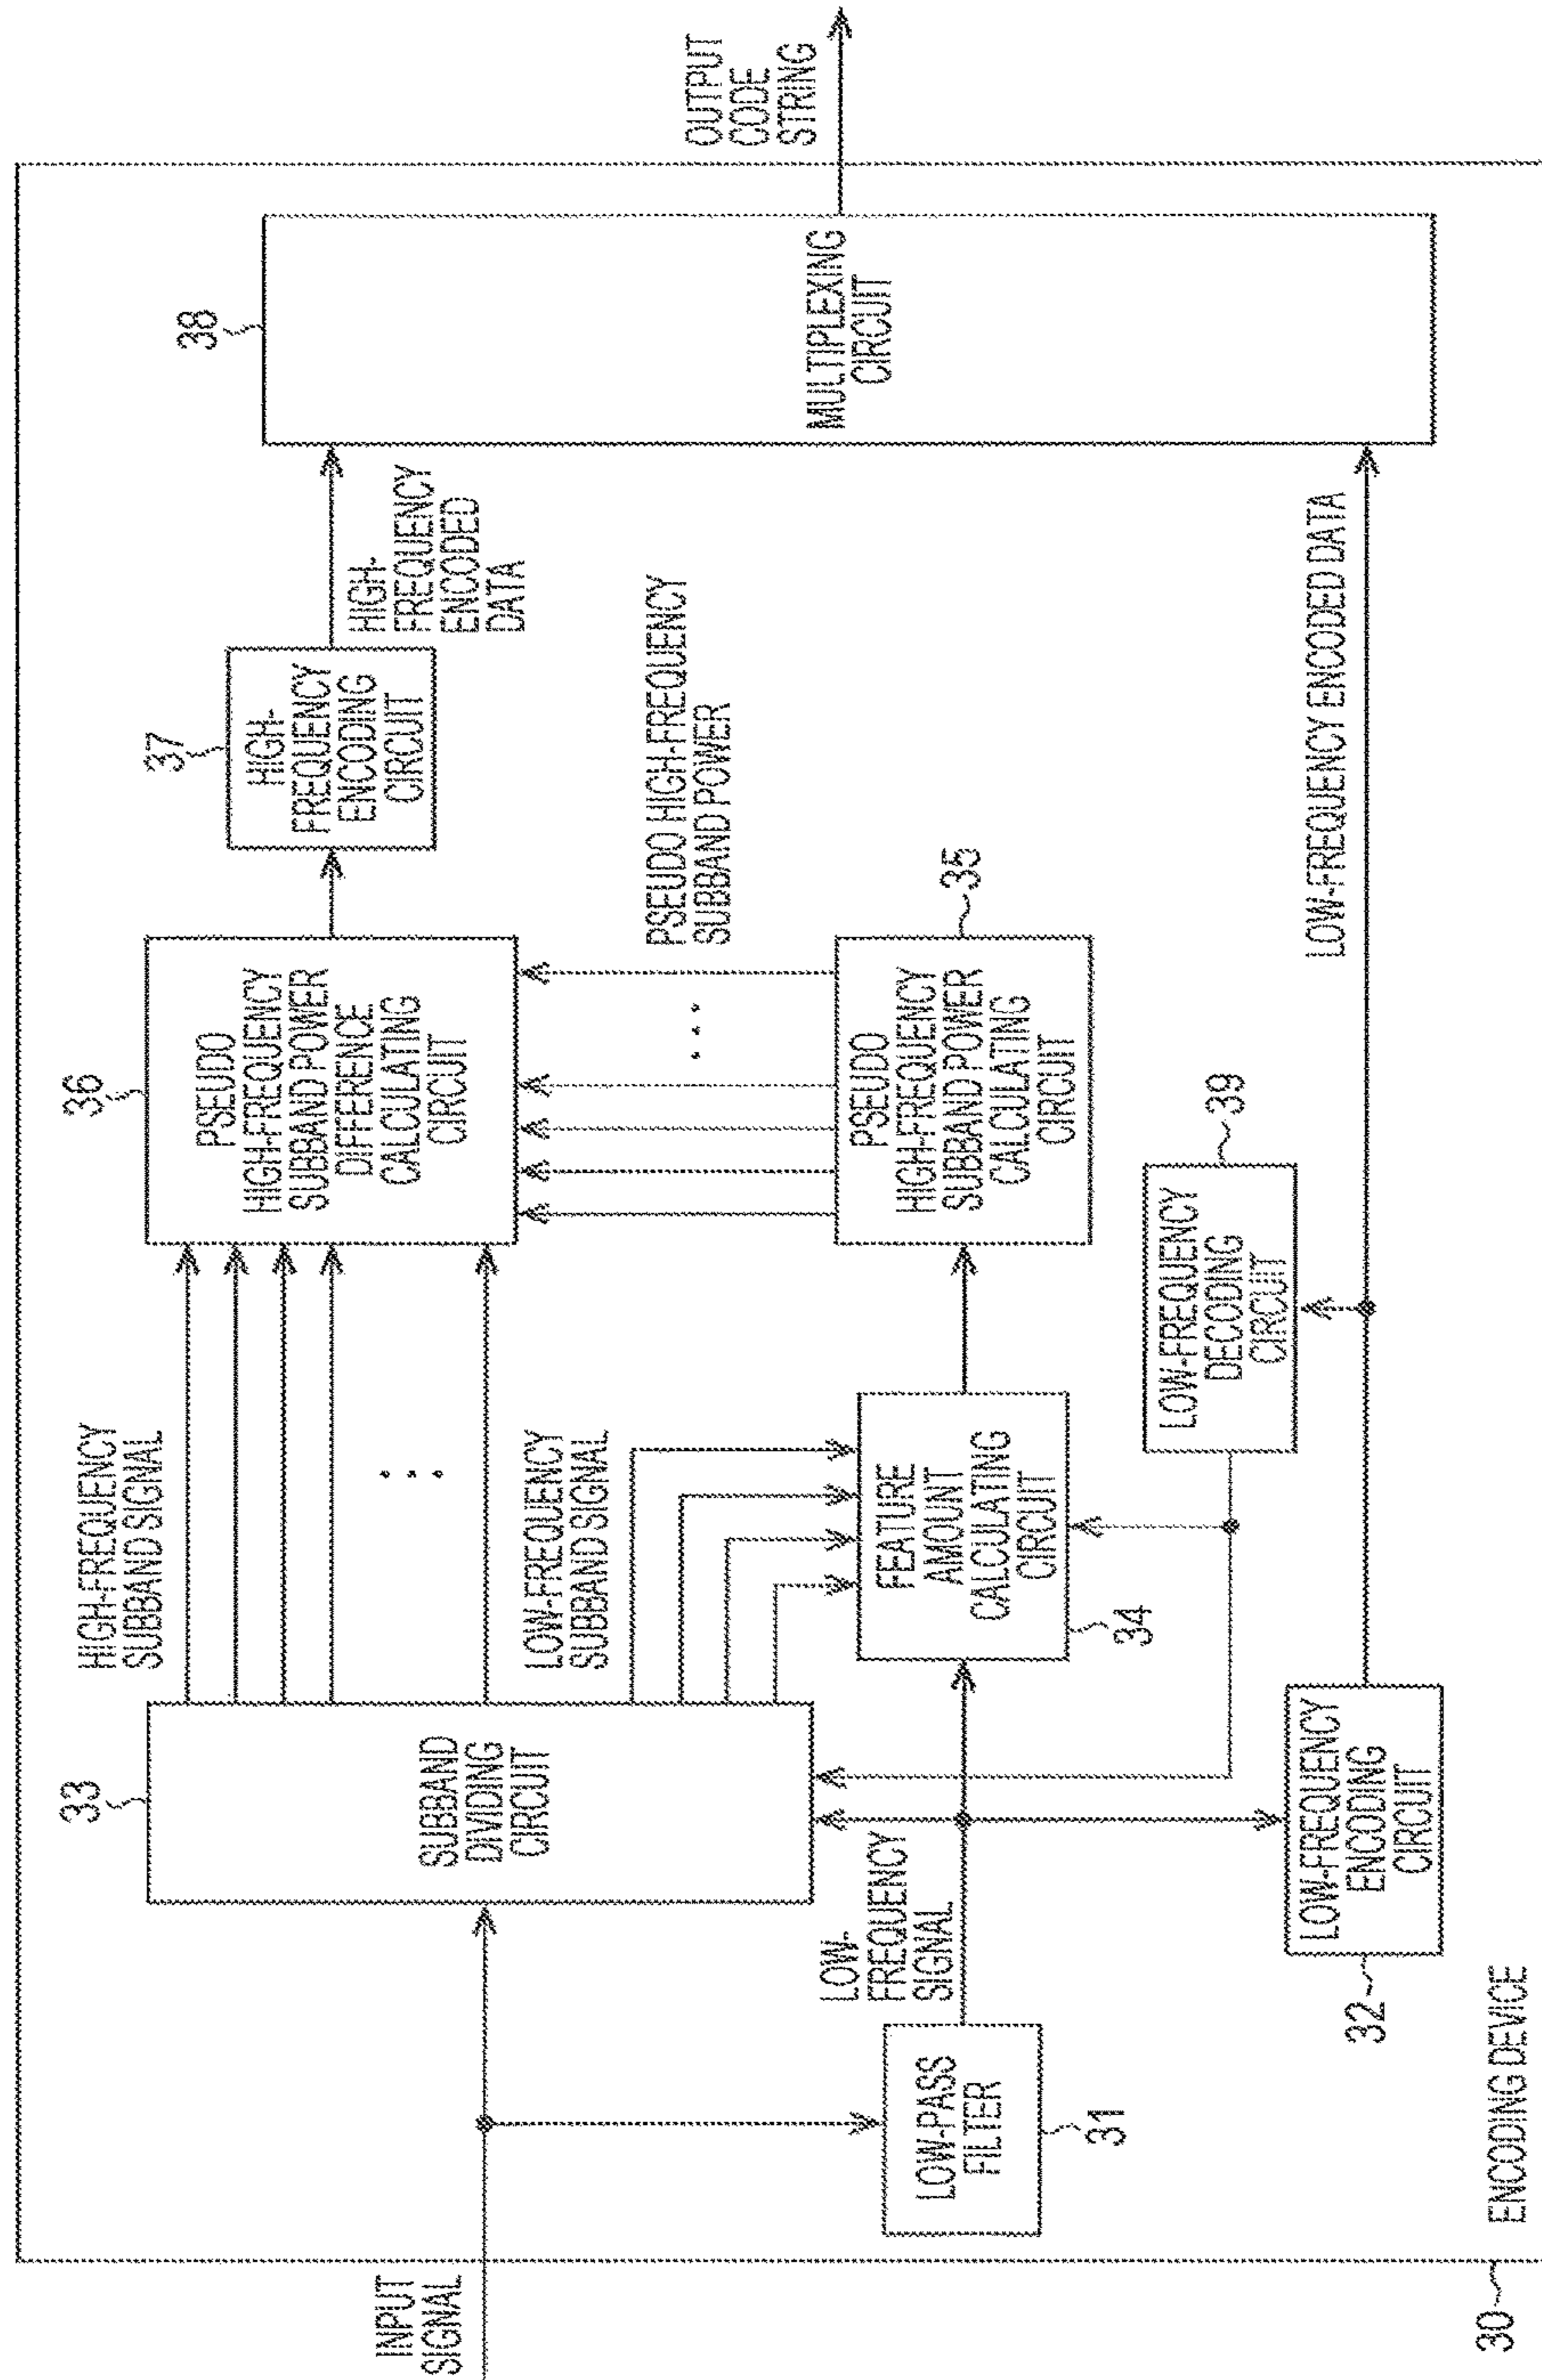 INPUT
SIGNAL
33
SUBBAND
DIVIDING
CIRCUIT
HIGH-FREQUENCY
SUBBAND SIGNAL
...
LOW-FREQUENCY
SUBBAND SIGNAL
36
PSEUDO
HIGH-FREQUENCY
SUBBAND POWER
DIFFERENCE
CALCULATING
CIRCUIT
37
HIGH-
FREQUENCY
ENCODING
CIRCUIT
HIGH-
FREQUENCY
ENCODED
DATA
38
MULTIPLEXING
CIRCUIT
OUTPUT
CODE
STRING
PSEUDO HIGH-FREQUENCY
SUBBAND POWER
...
LOW-PASS
FILTER
31
LOW-
FREQUENCY
SIGNAL
FEATURE
AMOUNT
CALCULATING
CIRCUIT
34
PSEUDO
HIGH-FREQUENCY
SUBBAND POWER
CALCULATING
CIRCUIT
35
LOW-FREQUENCY
DECODING
CIRCUIT
39
LOW-FREQUENCY
ENCODING
CIRCUIT
32
LOW-FREQUENCY ENCODED DATA
30
ENCODING DEVICE